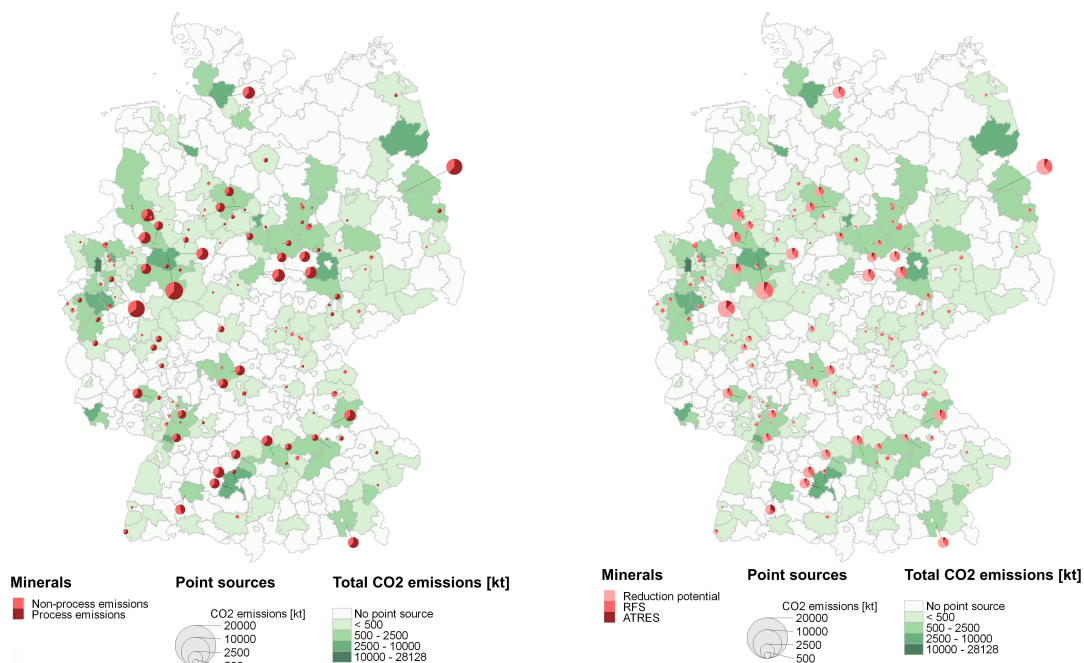 Minerals
Non-process emissions
Process emissions
Point sources
CO2 emissions [kt]
20000
10000
2500
500
Total CO2 emissions [kt]
No point source
< 500
500 - 2500
2500 - 10000
10000 - 28128
Minerals
Reduction potential
RFS
ATRES
Point sources
CO2 emissions [kt]
20000
10000
2500
500
Total CO2 emissions [kt]
No point source
< 500
500 - 2500
2500 - 10000
10000 - 28128